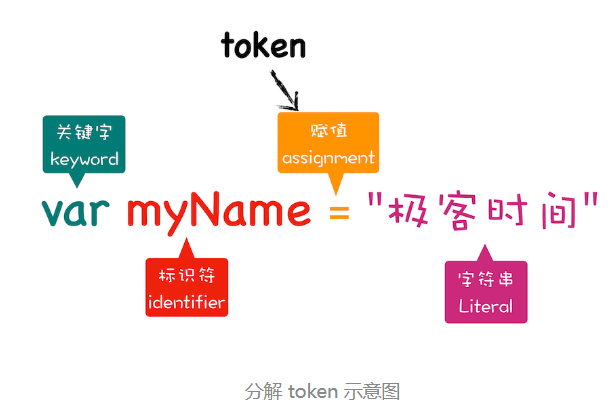 token
关键字
keyword
赋值
assignment
var myName = "极客时间"
标识符
identifier
字符串
Literal
分解 token 示意图